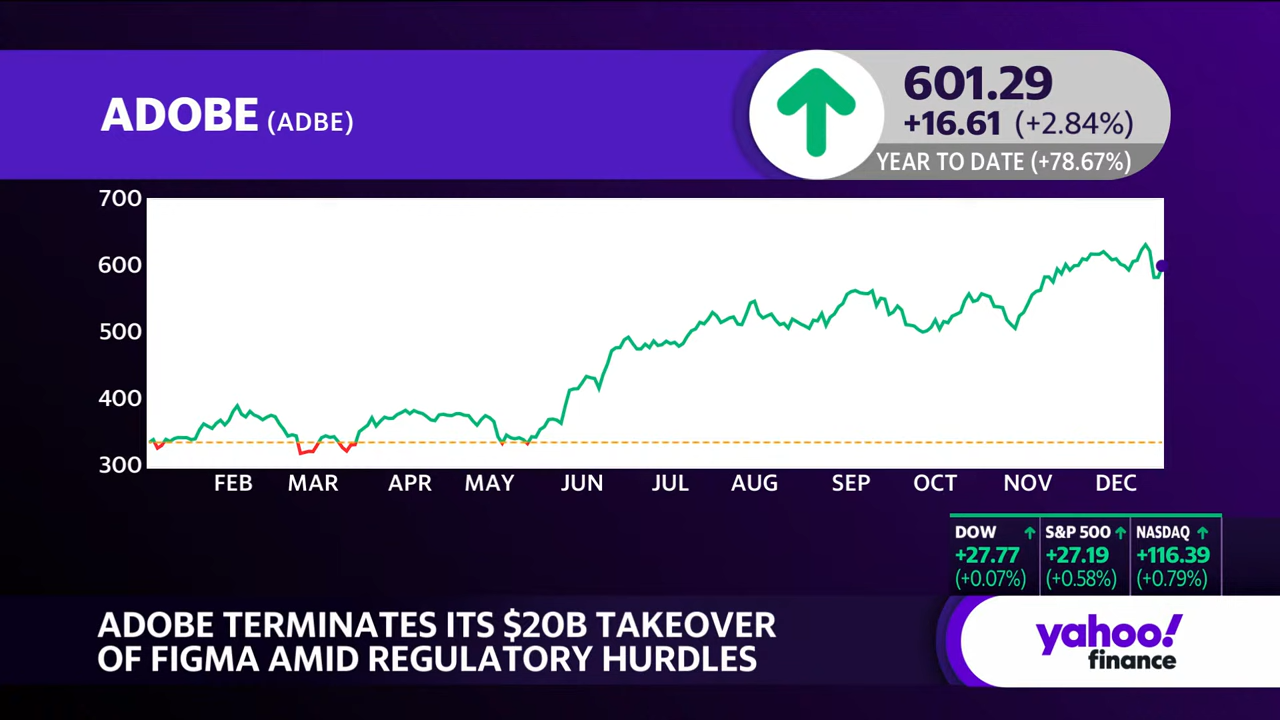 ADOBE (ADBE)
601.29
+16.61 (+2.84%)
YEAR TO DATE (+78.67%)
700
600
500
400
300
FEB MAR APR MAY JUN JUL AUG SEP OCT NOV DEC
DOW S&P 500 NASDAQ
+27.77 +27.19 +116.39
(+0.07%) (+0.58%) (+0.79%)
ADOBE TERMINATES ITS $20B TAKEOVER
OF FIGMA AMID REGULATORY HURDLES
yahoo!
finance